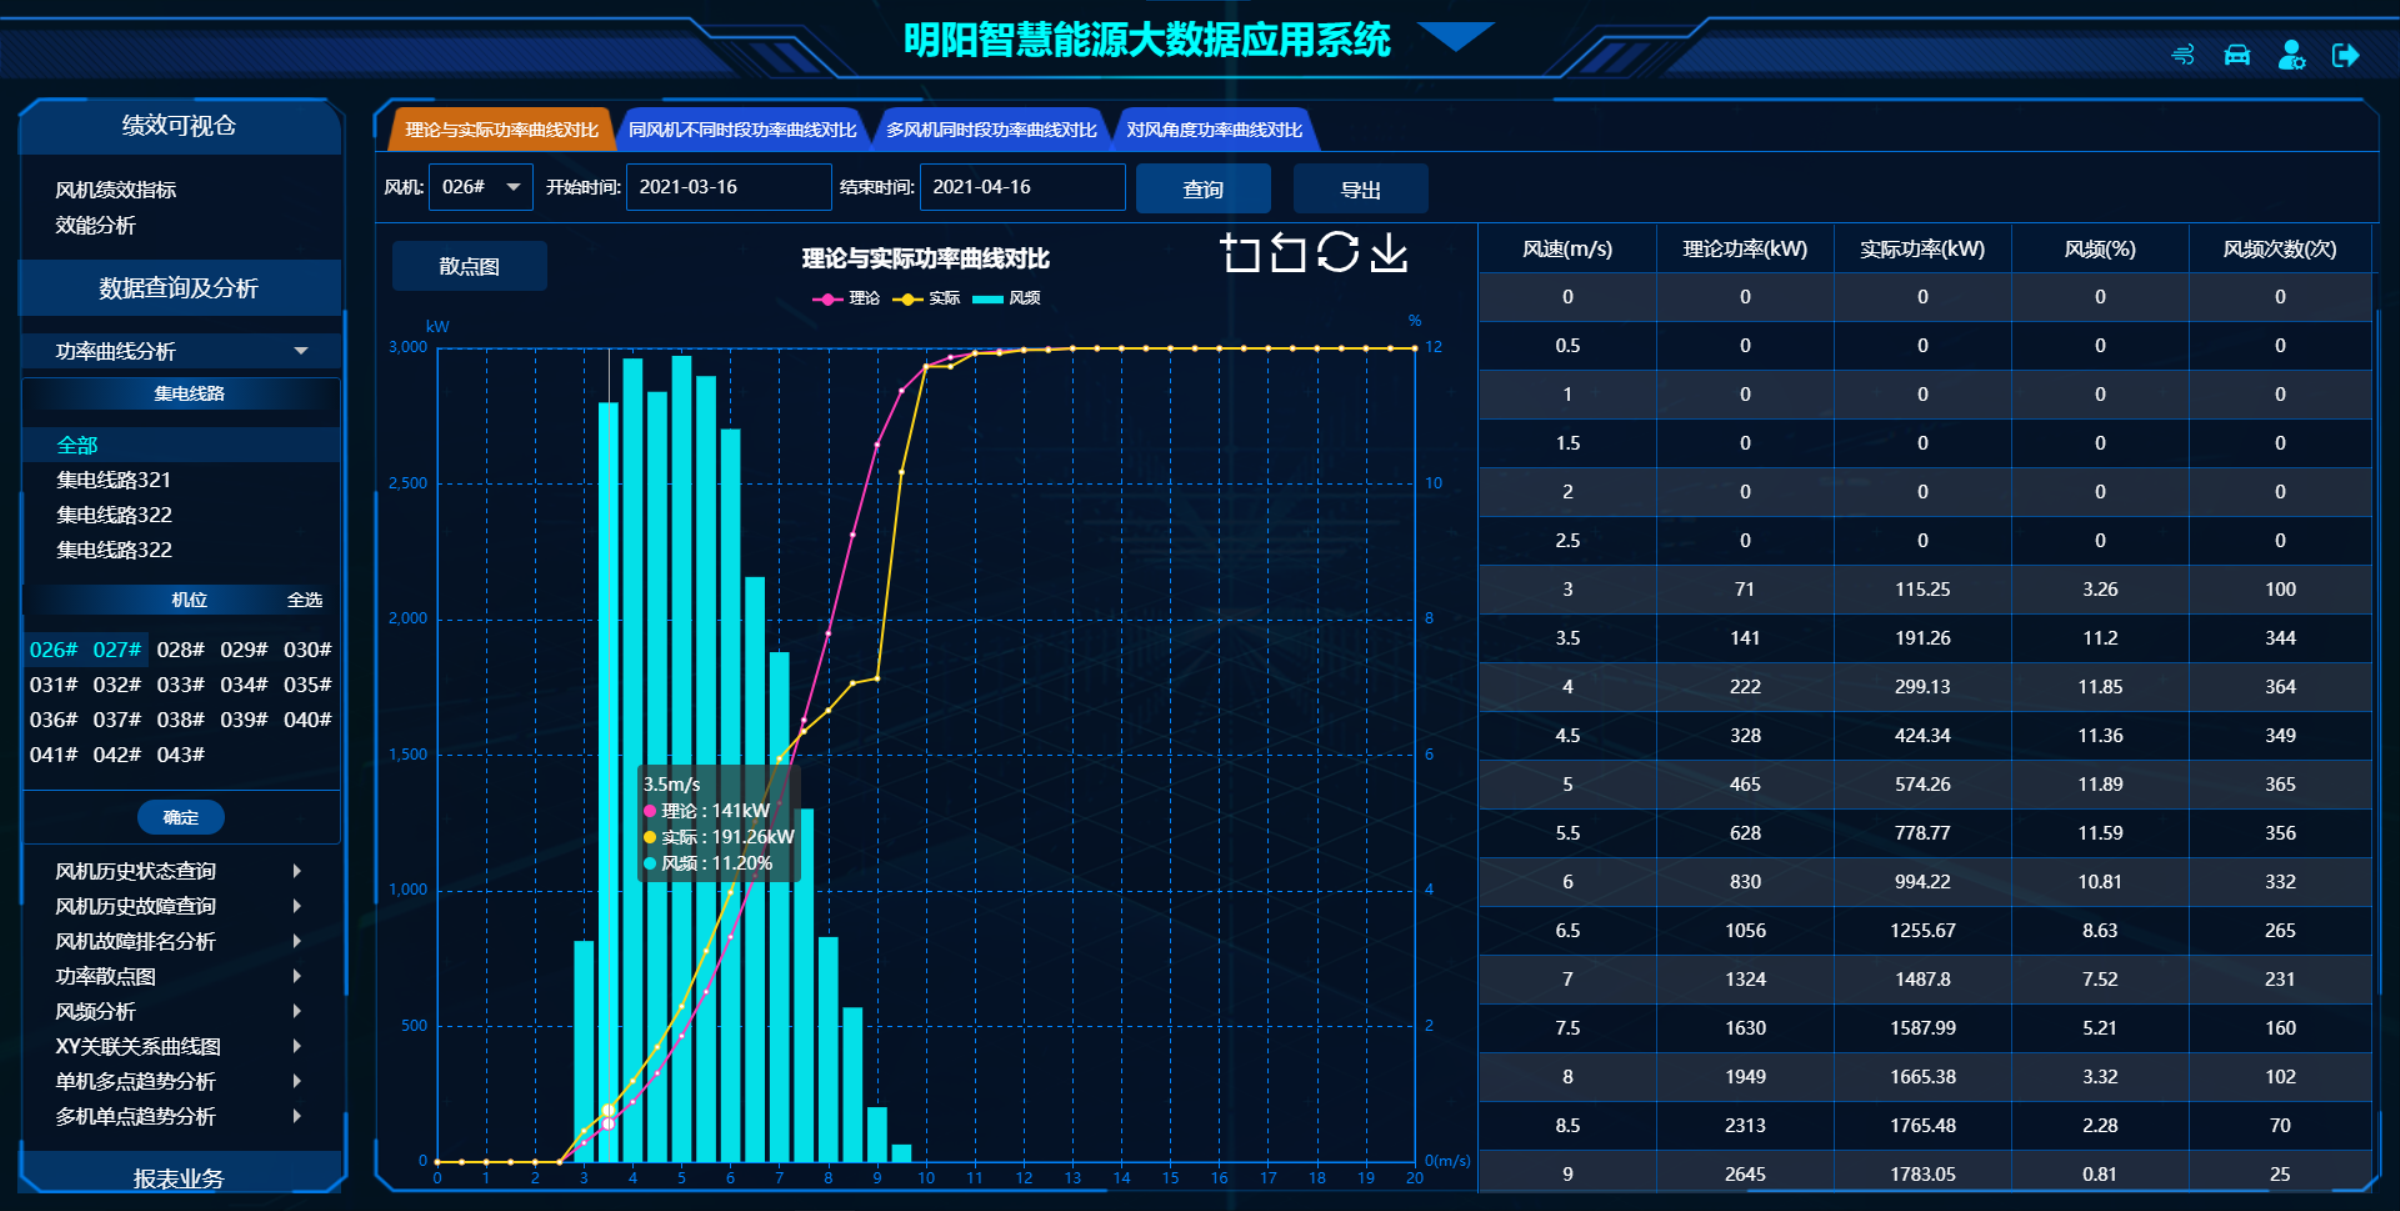 明阳智慧能源大数据应用系统
绩效可视仓
风机绩效指标
效能分析
数据查询及分析
功率曲线分析
集电线路
全部
集电线路321
集电线路322
集电线路322
机位 全选
026# 027# 028# 029# 030#
031# 032# 033# 034# 035#
036# 037# 038# 039# 040#
041# 042# 043#
确定
风机历史状态查询
风机历史故障查询
风机故障排名分析
功率散点图
风频分析
XY关联关系曲线图
单机多点趋势分析
多机单点趋势分析
报表业务
理论与实际功率曲线对比 同风机不同时段功率曲线对比 多风机同时段功率曲线对比 对风角度功率曲线对比
风机: 026# 开始时间: 2021-03-16 结束时间: 2021-04-16 查询 导出
散点图
理论与实际功率曲线对比
理论 实际 风频
kW %
3,000 12
2,500 10
2,000 8
1,500 6
3.5m/s
理论 : 141kW
实际 : 191.26kW
风频 : 11.20%
1,000 4
500 2
0 0(m/s)
0 1 2 3 4 5 6 7 8 9 10 11 12 13 14 15 16 17 18 19 20
风速(m/s) 理论功率(kW) 实际功率(kW) 风频(%) 风频次数(次)
0 0 0 0 0
0.5 0 0 0 0
1 0 0 0 0
1.5 0 0 0 0
2 0 0 0 0
2.5 0 0 0 0
3 71 115.25 3.26 100
3.5 141 191.26 11.2 344
4 222 299.13 11.85 364
4.5 328 424.34 11.36 349
5 465 574.26 11.89 365
5.5 628 778.77 11.59 356
6 830 994.22 10.81 332
6.5 1056 1255.67 8.63 265
7 1324 1487.8 7.52 231
7.5 1630 1587.99 5.21 160
8 1949 1665.38 3.32 102
8.5 2313 1765.48 2.28 70
9 2645 1783.05 0.81 25